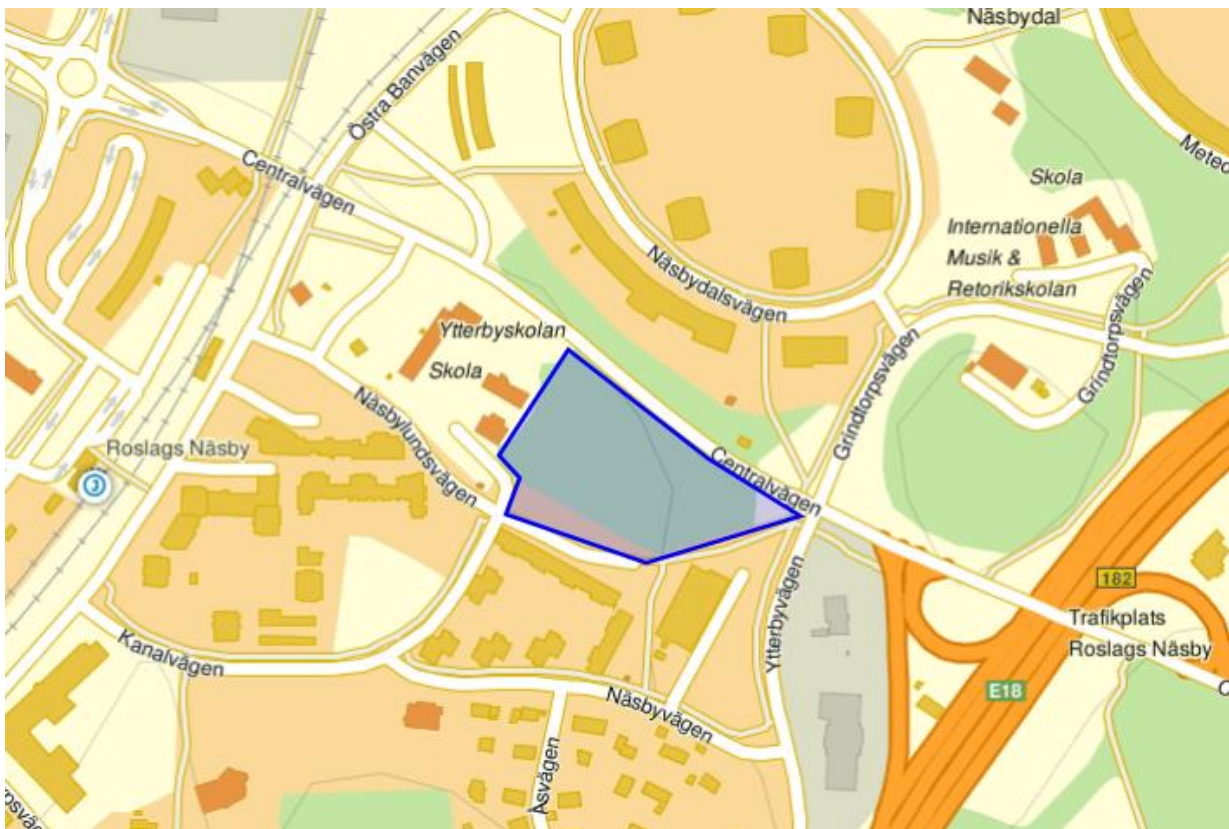 Näsbydal
Östra Banvägen
Centralvägen
Skola
Internationella
Musik &
Retorikskolan
Näsbydalsvägen
Ytterbyskolan
Skola
Grindtorpsvägen
Grindtorpsvägen
Näsbylundsvägen
Roslags Näsby
Centralvägen
182
Trafikplats
Roslags Näsby
E18
Ytterbyvägen
Kanalvägen
Näsbyvägen
Åsvägen